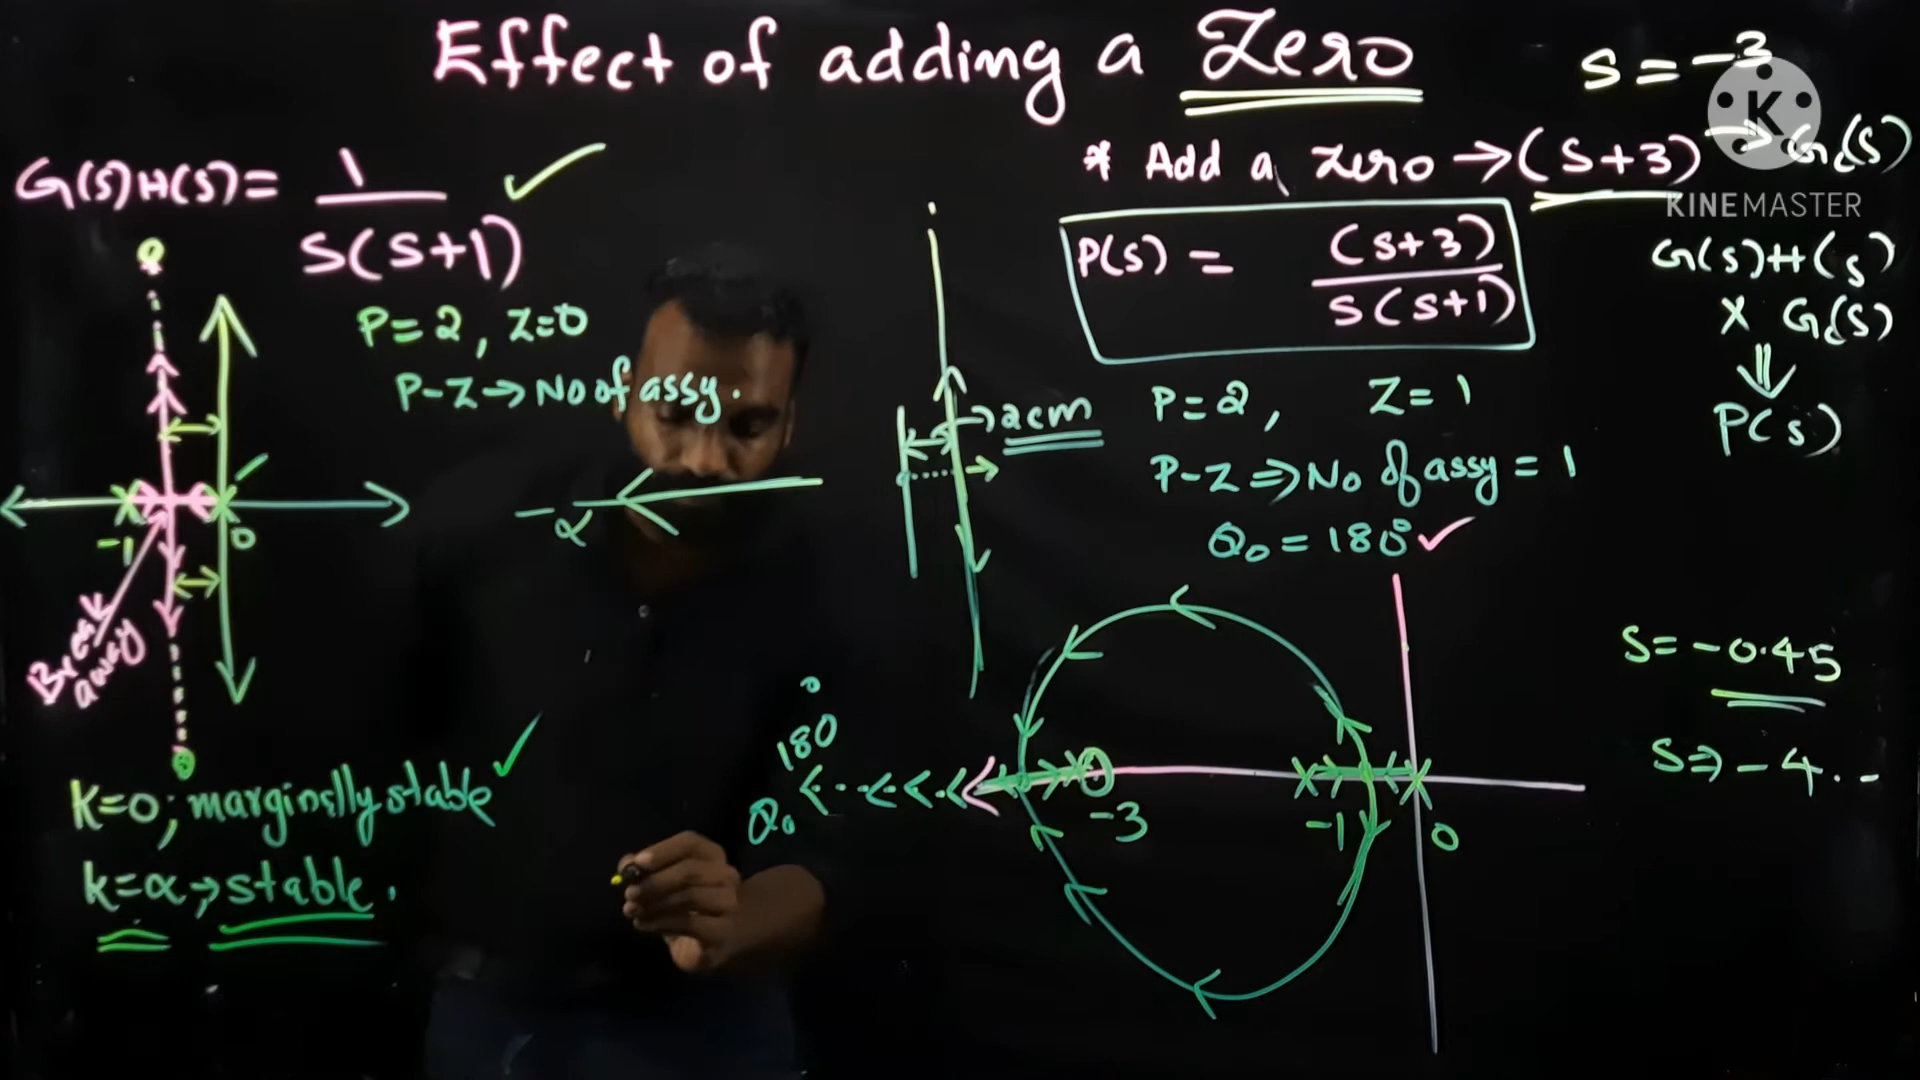 Effect of adding a Zero
S = -3
* Add a zero → (S+3) → Gc(S)
KINEMASTER
G(S)H(S) = 1 / S(S+1) ✓
P=2, Z=0
P-Z → No of assy.
-1
0
Break away
K=0; marginally stable ✓
K=α → stable.
-α
→ 2cm
P(S) = (S+3) / S(S+1)
G(S)H(S)
X Gc(S)
⇓
P(S)
P=2, Z=1
P-Z ⇒ No of assy = 1
Q0 = 180° ✓
180°
Q0
-3
-1
0
S = -0.45
S ⇒ -4..